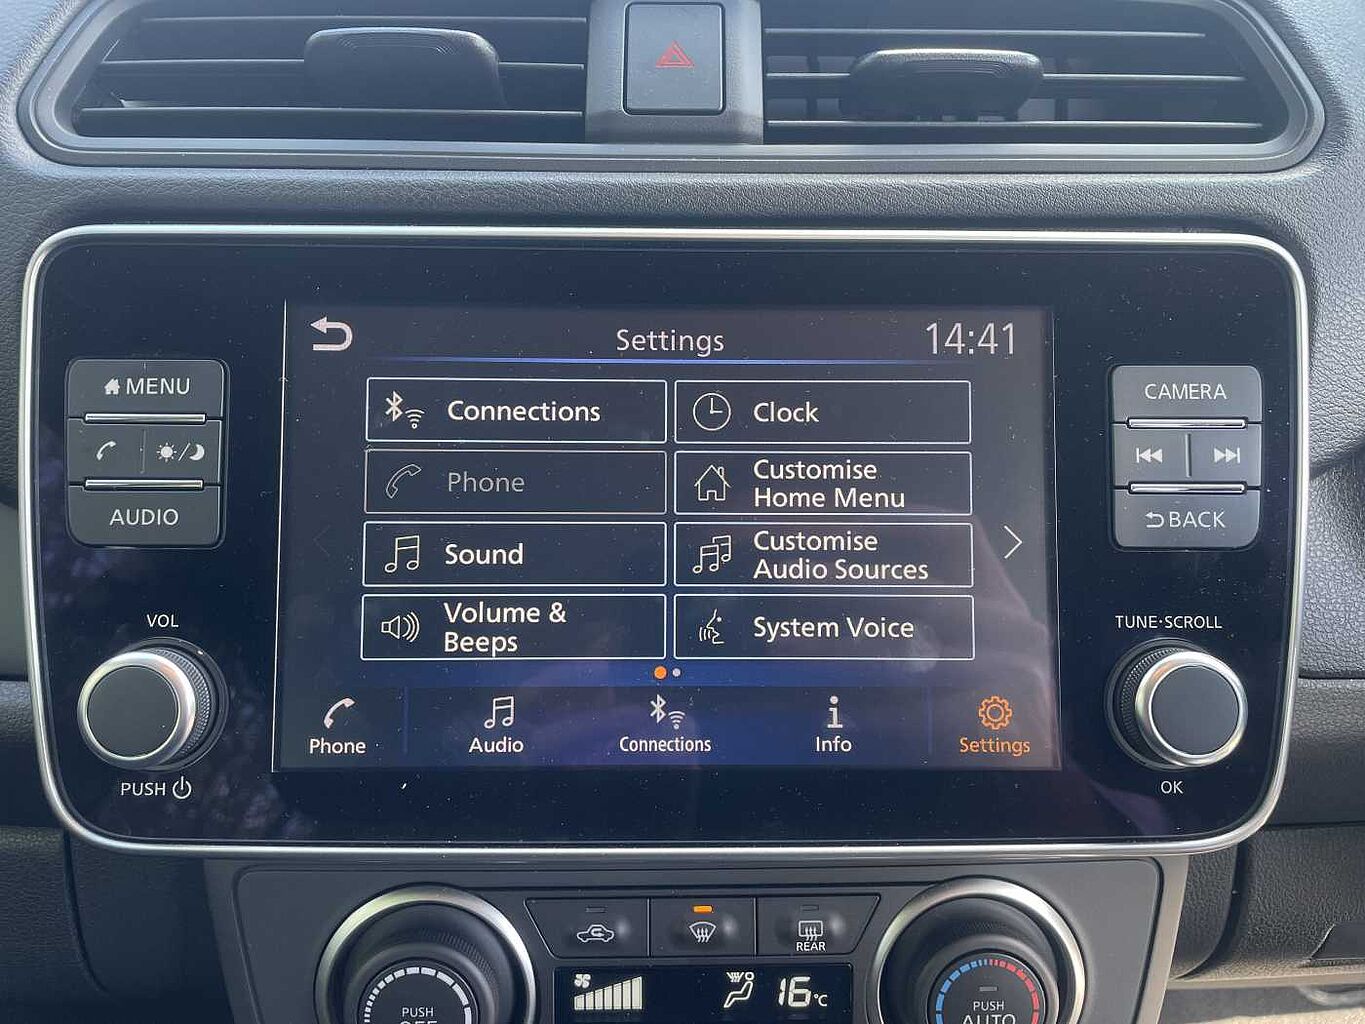 Settings
14:41
MENU
AUDIO
Connections
Clock
Phone
Customise
Home Menu
Sound
Customise
Audio Sources
Volume &
Beeps
System Voice
CAMERA
BACK
VOL
PUSH
TUNE·SCROLL
OK
Phone
Audio
Connections
Info
Settings
REAR
PUSH
OFF
16°C
PUSH
AUTO